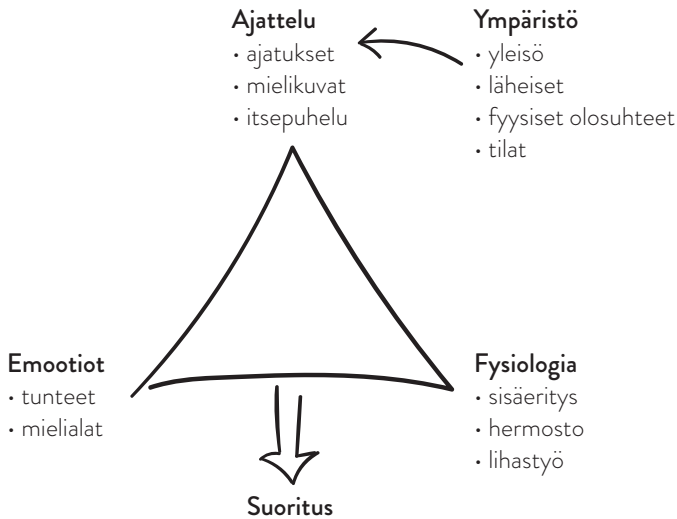 Ajattelu
• ajatukset
• mielikuvat
• itsepuhelu
Ympäristö
• yleisö
• läheiset
• fyysiset olosuhteet
• tilat
Emootiot
• tunteet
• mielialat
Fysiologia
• sisäeritys
• hermosto
• lihastyö
Suoritus